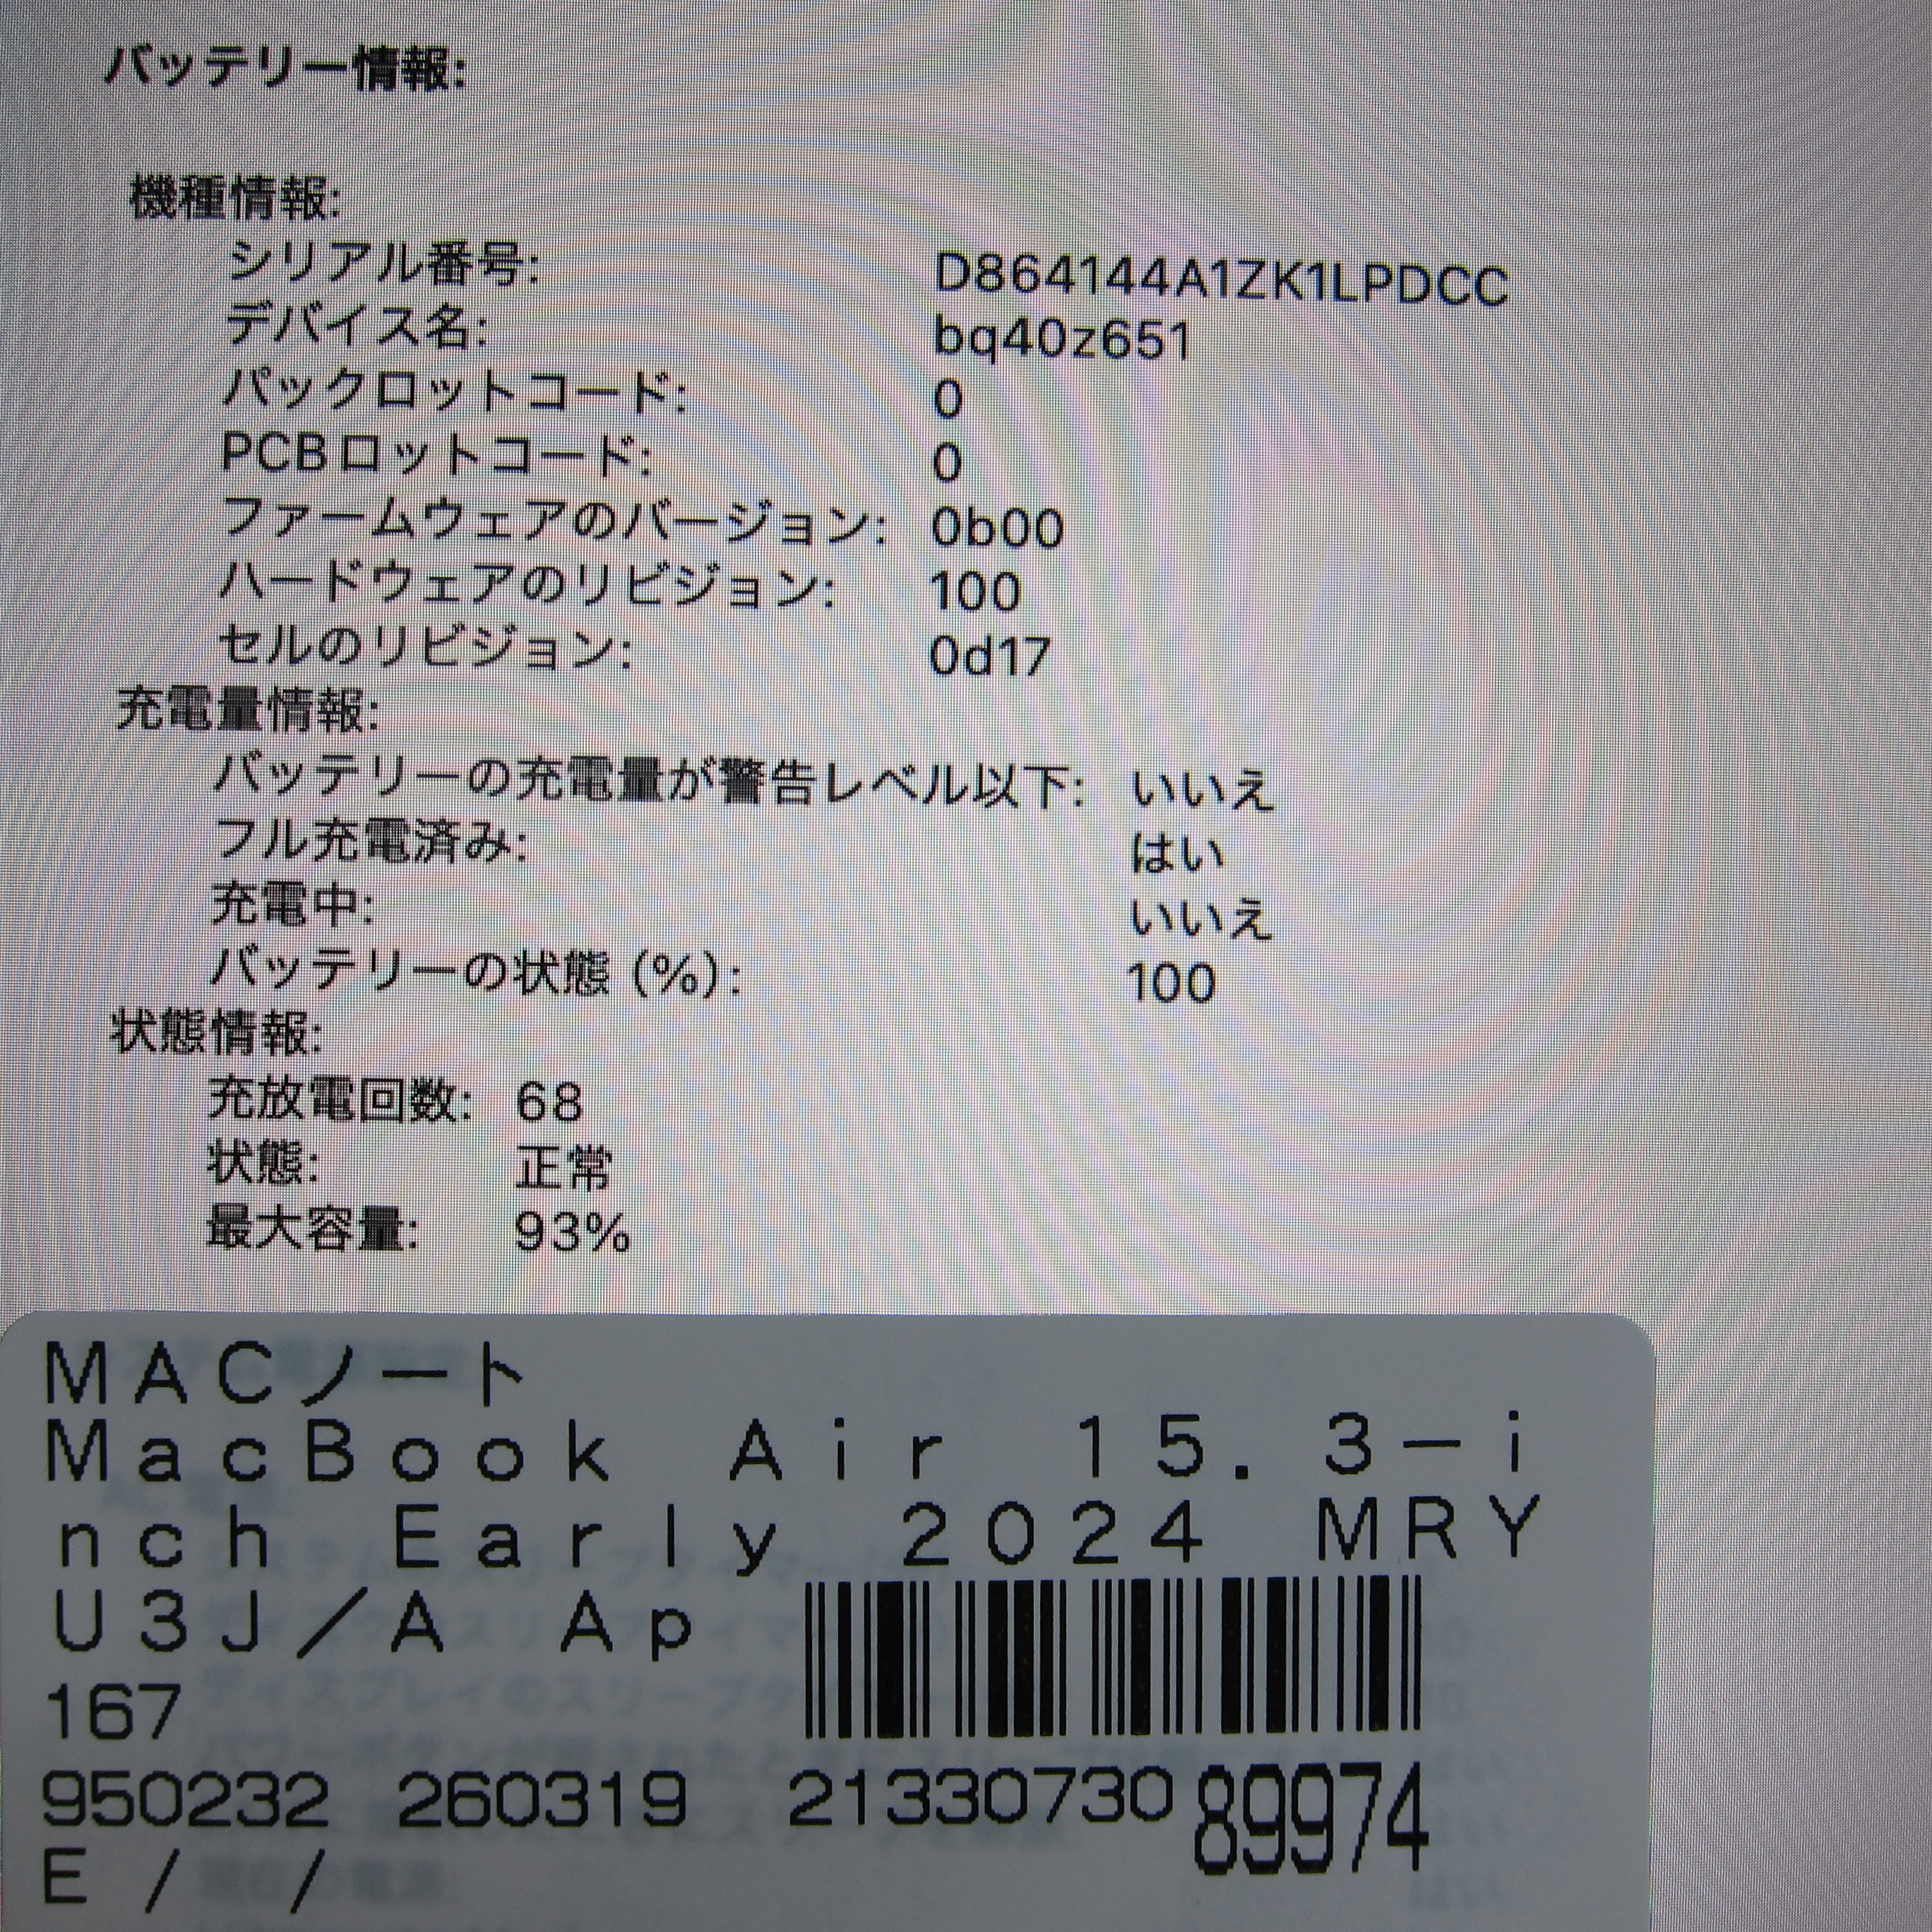 バッテリー情報:
機種情報:
シリアル番号: D864144A1ZK1LPDCC
デバイス名: bq40z651
パックロットコード: 0
PCBロットコード: 0
ファームウェアのバージョン: 0b00
ハードウェアのリビジョン: 100
セルのリビジョン: 0d17
充電量情報:
バッテリーの充電量が警告レベル以下: いいえ
フル充電済み: はい
充電中: いいえ
バッテリーの状態 (%): 100
状態情報:
充放電回数: 68
状態: 正常
最大容量: 93%
MACノート
MacBook Air 15.3-i
nch Early 2024 MRY
U3J/A Ap
167
950232 260319 21330730 89974
E / /